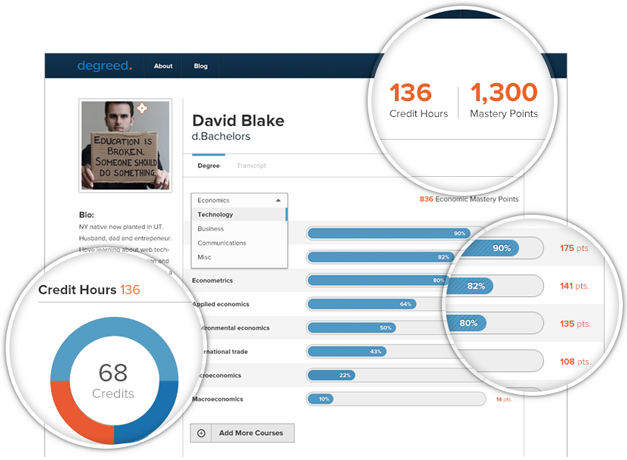 degreed.
About
Blog
136
Credit Hours
1,300
Mastery Points
David Blake
d.Bachelors
EDUCATION IS
BROKEN.
SOMEONE SHOULD
DO SOMETHING
Degree
Transcript
836 Economic Mastery Points
Economics
Technology
Business
Communications
Misc
Bio:
NY native now planted in UT.
Husband, dad and entrepeneur.
I love learning about web tech-
and
a
90%
82%
Econometrics
80%
Applied economics
64%
Environmental economics
50%
International trade
43%
22%
Macroeconomics
10%
14 pts.
90%
175 pts.
82%
141 pts.
80%
135 pts.
108 pts.
Credit Hours 136
68
Credits
Add More Courses